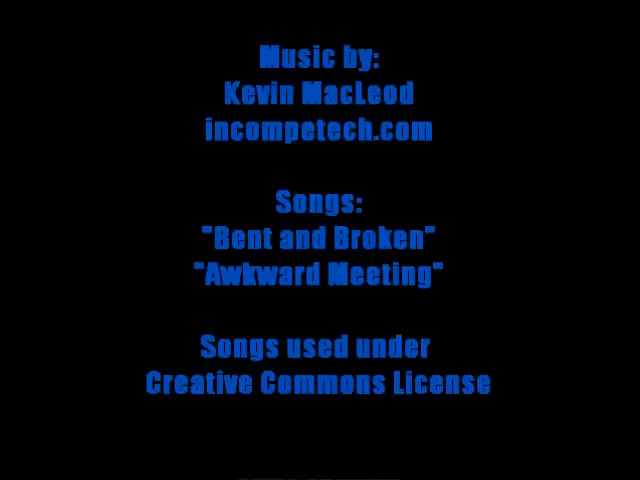 Music by:
Kevin MacLeod
incompetech.com
Songs:
"Bent and Broken"
"Awkward Meeting"
Songs used under
Creative Commons License